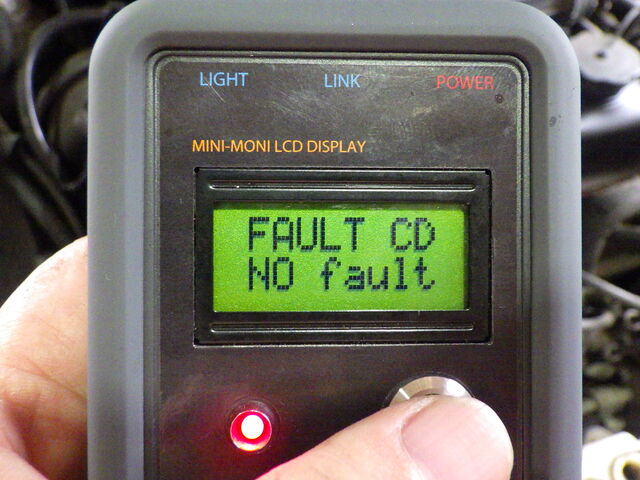 LIGHT LINK POWER
MINI-MONI LCD DISPLAY
FAULT CD
NO fault